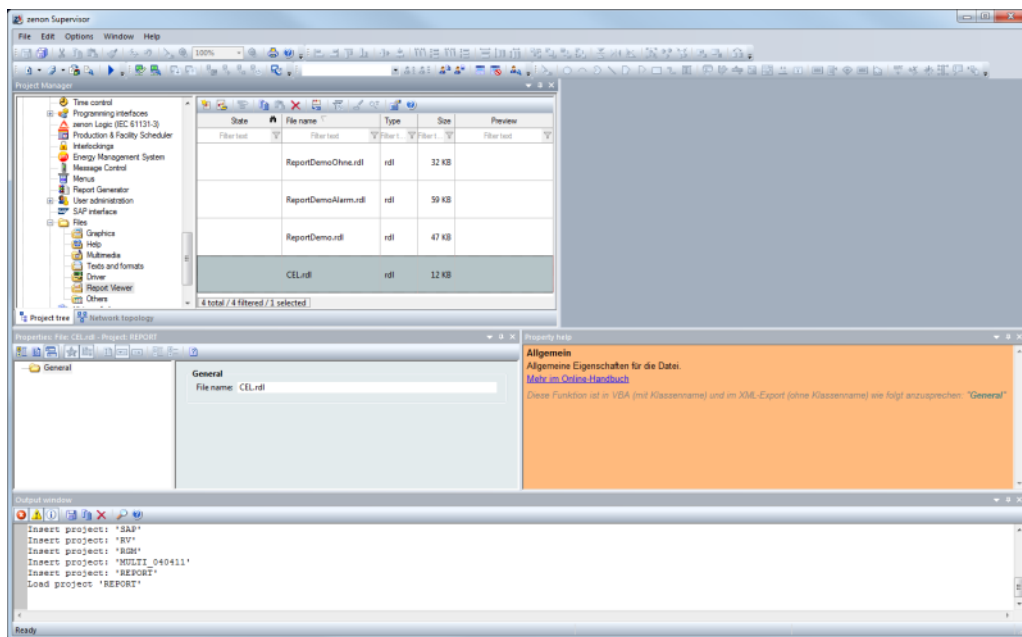 zenon Supervisor
File Edit Options Window Help
100%
Project Manager
Time control
Programming interfaces
zenon Logic (IEC 61131-3)
Production & Facility Scheduler
Interlockings
Energy Management System
Message Control
Menus
Report Generator
User administration
SAP interface
Files
Graphics
Help
Multimedia
Texts and formats
Driver
Report Viewer
Others
Project tree Network topology
State File name Type Size Preview
Filter text Filter text Filter t... Filter t... Filter text
ReportDemoOhne.rdl rdl 32 KB
ReportDemoAlarm.rdl rdl 59 KB
ReportDemo.rdl rdl 47 KB
CEL.rdl rdl 12 KB
4 total / 4 filtered / 1 selected
Properties: File: CEL.rdl - Project: REPORT
General
General
File name: CEL.rdl
Property help
Allgemein
Allgemeine Eigenschaften für die Datei.
Mehr im Online-Handbuch
Diese Funktion ist in VBA (mit Klassenname) und im XML-Export (ohne Klassenname) wie folgt anzusprechen: "General"
Output window
Insert project: 'SAP'
Insert project: 'RV'
Insert project: 'RGM'
Insert project: 'MULTI_040411'
Insert project: 'REPORT'
Load project 'REPORT'
Ready